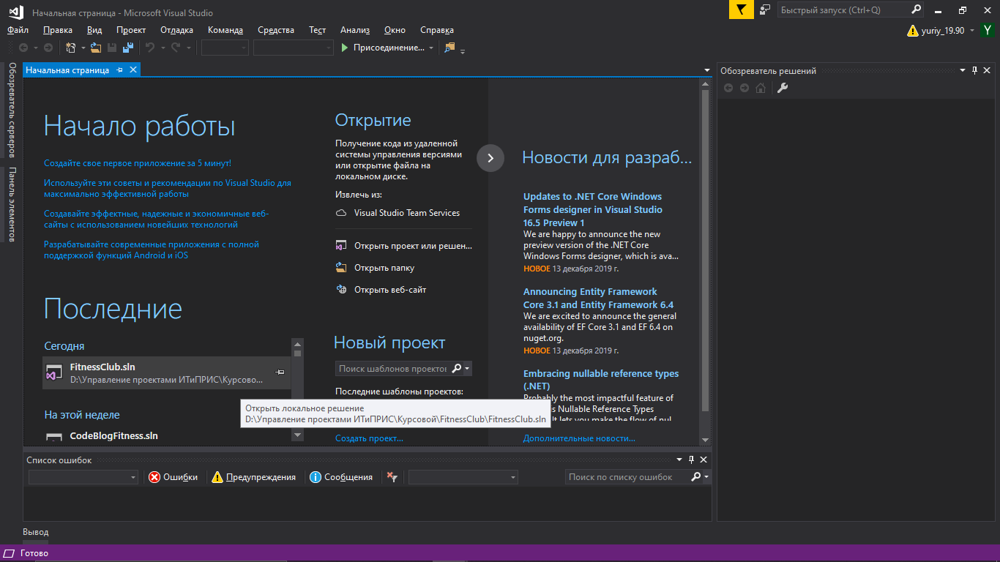 Начальная страница - Microsoft Visual Studio
Быстрый запуск (Ctrl+Q)
Файл Правка Вид Проект Отладка Команда Средства Тест Анализ Окно Справка
yuriy_19.90 Y
Присоединение...
Обозреватель серверов
Панель элементов
Начальная страница
Начало работы
Создайте свое первое приложение за 5 минут!
Используйте эти советы и рекомендации по Visual Studio для
максимально эффективной работы
Создавайте эффектные, надежные и экономичные веб-
сайты с использованием новейших технологий
Разрабатывайте современные приложения с полной
поддержкой функций Android и iOS
Последние
Сегодня
FitnessClub.sln
D:\Управление проектами ИТиПРИС\Курсово...
На этой неделе
CodeBlogFitness.sln
Открытие
Получение кода из удаленной
системы управления версиями
или открытие файла на
локальном диске.
Извлечь из:
Visual Studio Team Services
Открыть проект или решен...
Открыть папку
Открыть веб-сайт
Новый проект
Поиск шаблонов проектов
Последние шаблоны проектов:
Открыть локальное решение
D:\Управление проектами ИТиПРИС\Курсовой\FitnessClub\FitnessClub.sln
Создать проект...
Новости для разраб...
Updates to .NET Core Windows
Forms designer in Visual Studio
16.5 Preview 1
We are happy to announce the new
preview version of the .NET Core
Windows Forms designer, which is ava...
НОВОЕ 13 декабря 2019 г.
Announcing Entity Framework
Core 3.1 and Entity Framework 6.4
We are excited to announce the general
availability of EF Core 3.1 and EF 6.4 on
nuget.org.
НОВОЕ 13 декабря 2019 г.
Embracing nullable reference types
(.NET)
Probably the most impactful feature of
Nullable Reference Types
lets you make the flow of nul
Дополнительные новости...
Обозреватель решений
Список ошибок
Ошибки Предупреждения Сообщения
Поиск по списку ошибок
Вывод
Готово